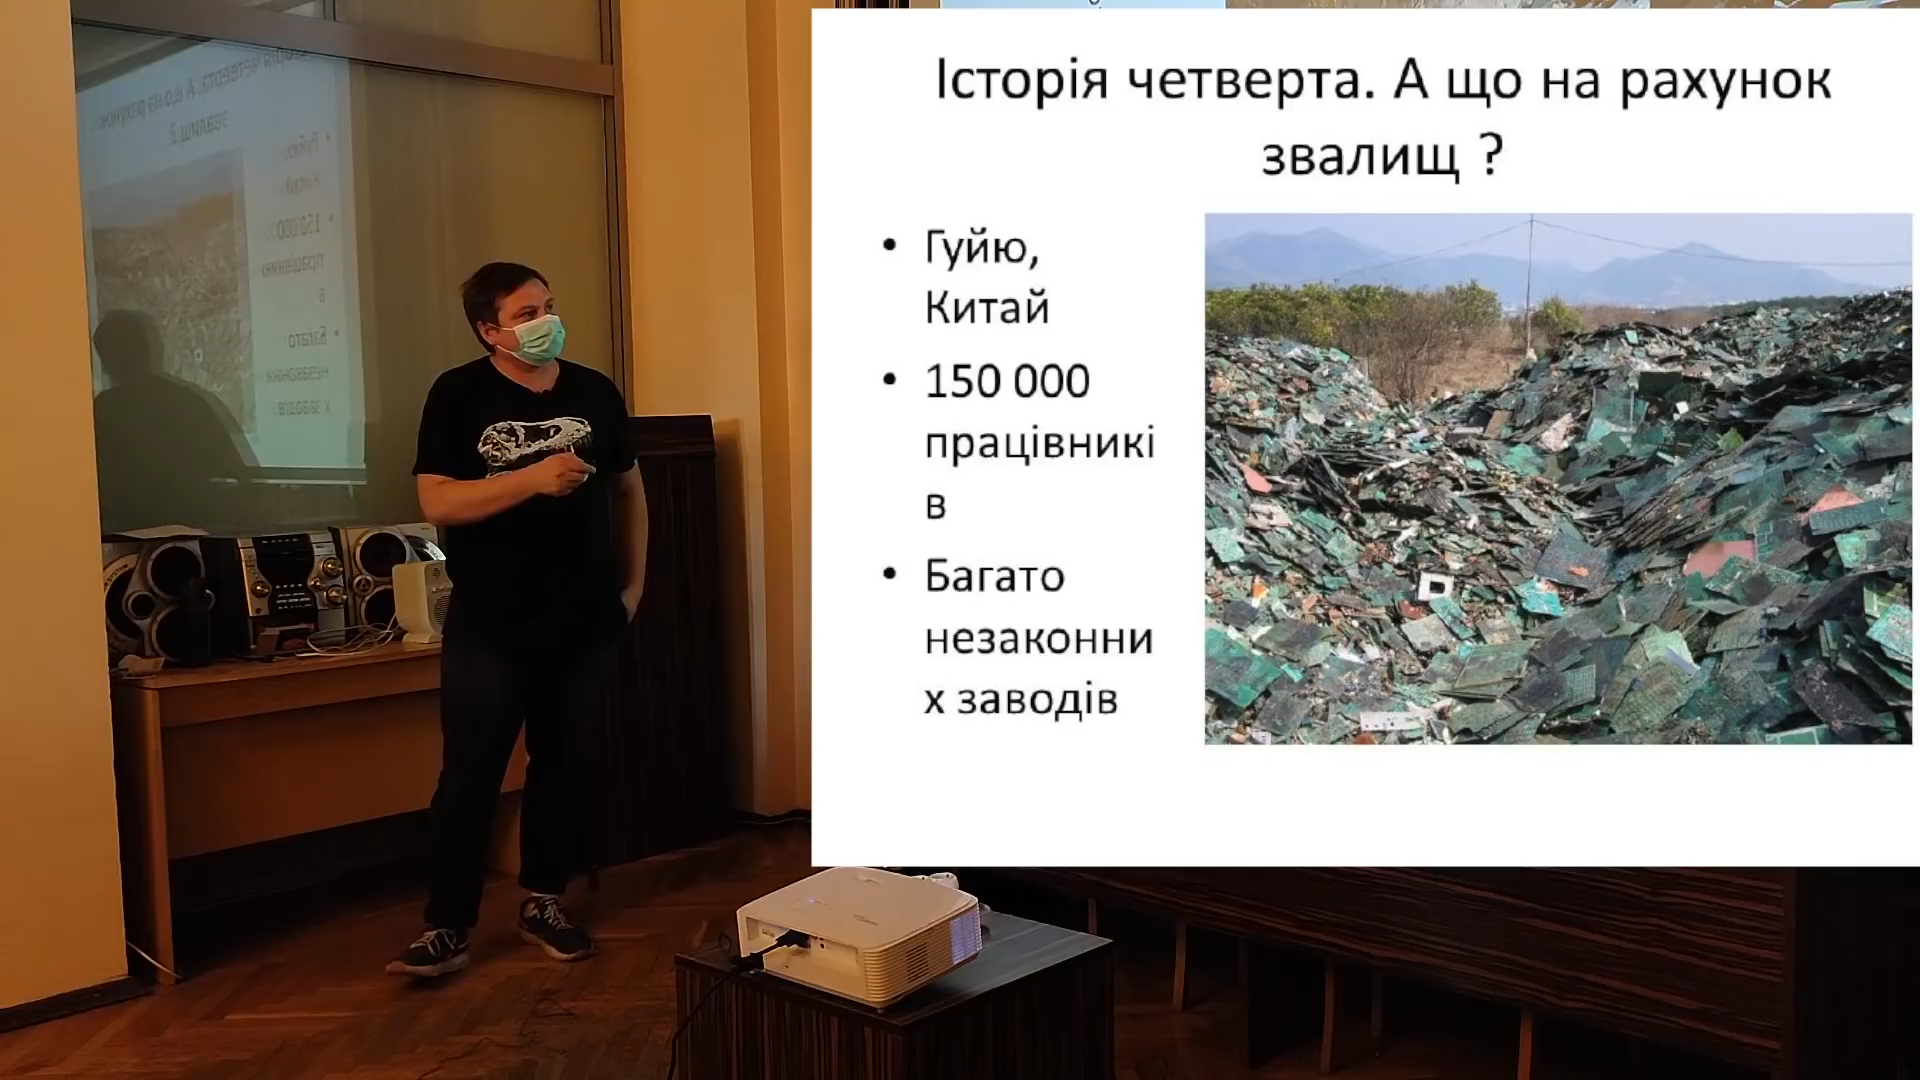 Історія четверта. А що на рахунок
звалищ ?
• Гуйю,
Китай
• 150 000
працівникі
в
• Багато
незаконни
х заводів